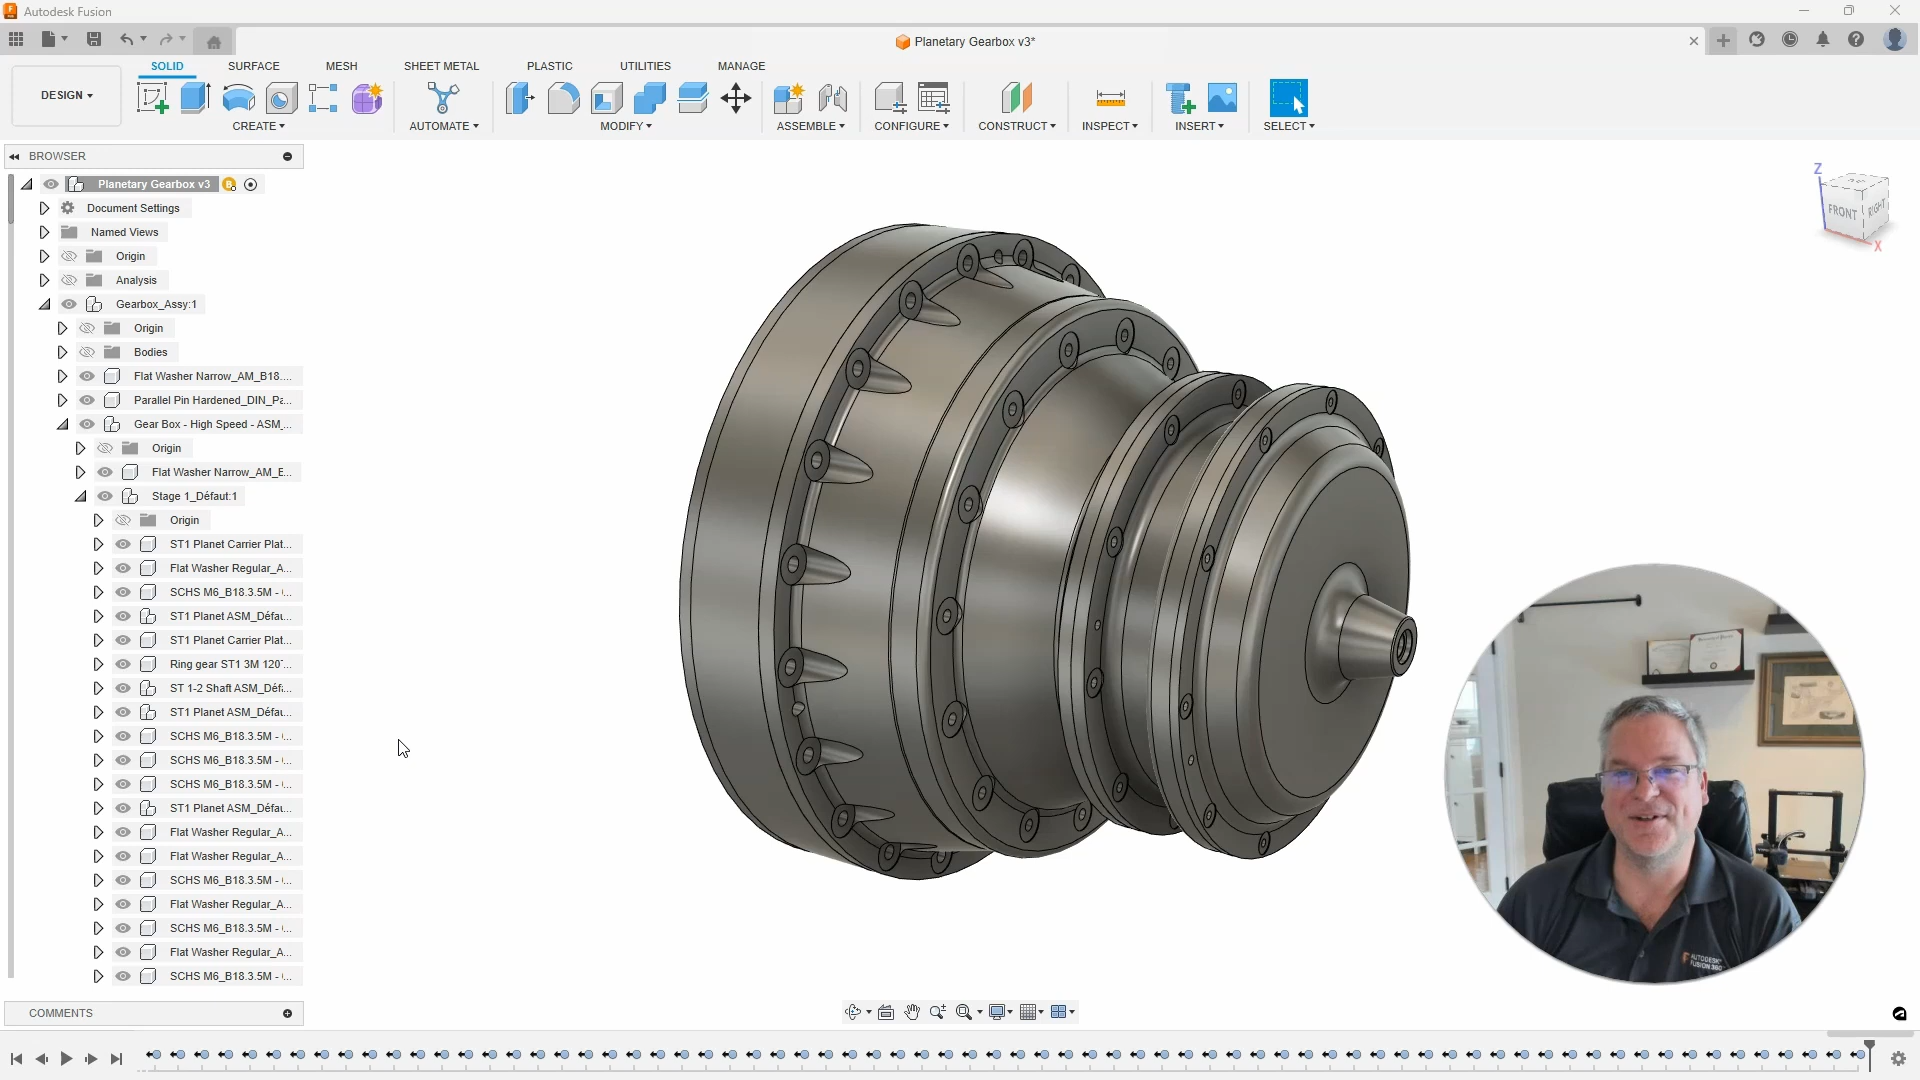 Autodesk Fusion
Planetary Gearbox v3*
DESIGN
SOLID SURFACE MESH SHEET METAL PLASTIC UTILITIES MANAGE
CREATE AUTOMATE MODIFY ASSEMBLE CONFIGURE CONSTRUCT INSPECT INSERT SELECT
BROWSER
Planetary Gearbox v3
Document Settings
Named Views
Origin
Analysis
Gearbox_Assy:1
Origin
Bodies
Flat Washer Narrow_AM_B18....
Parallel Pin Hardened_DIN_Pa...
Gear Box - High Speed - ASM_...
Origin
Flat Washer Narrow_AM_E...
Stage 1_Défaut:1
Origin
ST1 Planet Carrier Plat...
Flat Washer Regular_A...
SCHS M6_B18.3.5M - (...
ST1 Planet ASM_Défau...
ST1 Planet Carrier Plat...
Ring gear ST1 3M 120T...
ST 1-2 Shaft ASM_Défa...
ST1 Planet ASM_Défau...
SCHS M6_B18.3.5M - (...
SCHS M6_B18.3.5M - (...
SCHS M6_B18.3.5M - (...
ST1 Planet ASM_Défau...
Flat Washer Regular_A...
Flat Washer Regular_A...
SCHS M6_B18.3.5M - (...
Flat Washer Regular_A...
SCHS M6_B18.3.5M - (...
Flat Washer Regular_A...
SCHS M6_B18.3.5M - (...
COMMENTS
Z
FRONT
RIGHT
X
AUTODESK
FUSION 360